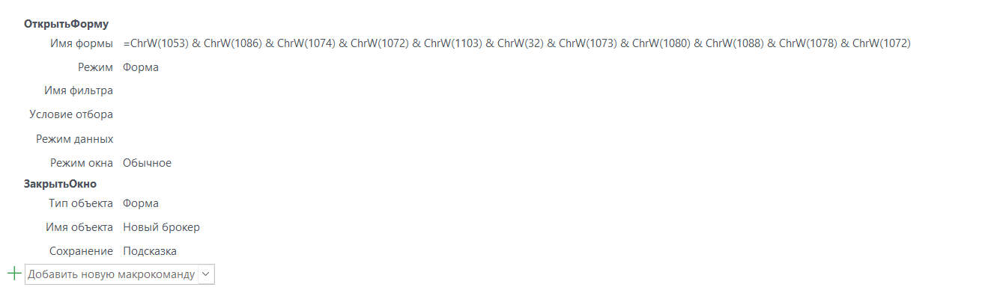 ОткрытьФорму
Имя формы =ChrW(1053) & ChrW(1086) & ChrW(1074) & ChrW(1072) & ChrW(1103) & ChrW(32) & ChrW(1073) & ChrW(1080) & ChrW(1088) & ChrW(1078) & ChrW(1072)
Режим Форма
Имя фильтра
Условие отбора
Режим данных
Режим окна Обычное
ЗакрытьОкно
Тип объекта Форма
Имя объекта Новый брокер
Сохранение Подсказка
Добавить новую макрокоманду